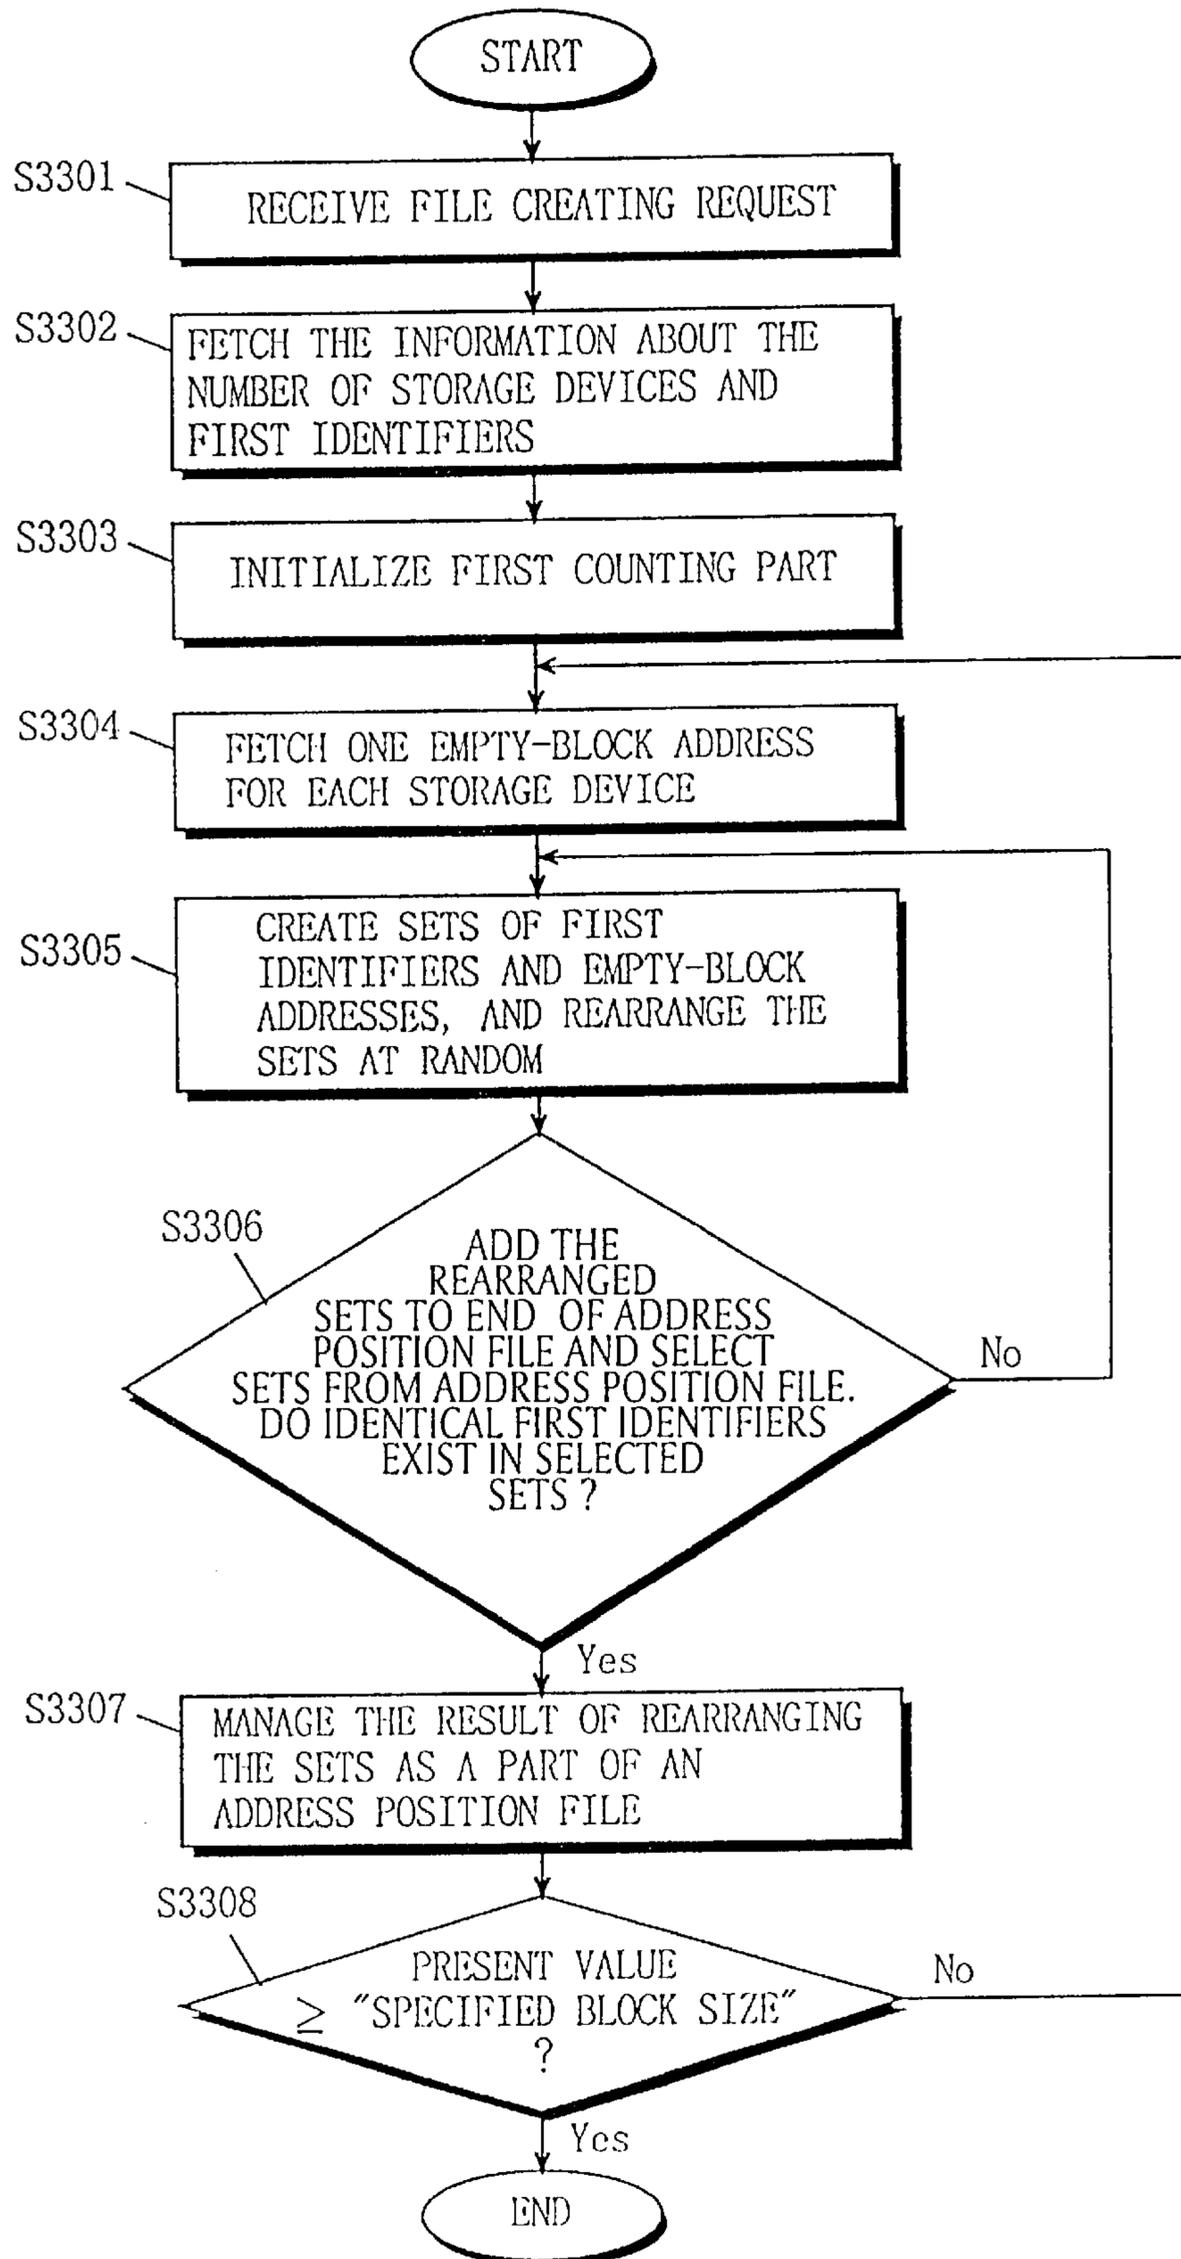 START
S3301
RECEIVE FILE CREATING REQUEST
S3302
FETCH THE INFORMATION ABOUT THE
NUMBER OF STORAGE DEVICES AND
FIRST IDENTIFIERS
S3303
INITIALIZE FIRST COUNTING PART
S3304
FETCH ONE EMPTY-BLOCK ADDRESS
FOR EACH STORAGE DEVICE
S3305
CREATE SETS OF FIRST
IDENTIFIERS AND EMPTY-BLOCK
ADDRESSES, AND REARRANGE THE
SETS AT RANDOM
S3306
ADD THE
REARRANGED
SETS TO END OF ADDRESS
POSITION FILE AND SELECT
SETS FROM ADDRESS POSITION FILE.
DO IDENTICAL FIRST IDENTIFIERS
EXIST IN SELECTED
SETS ?
No
Yes
S3307
MANAGE THE RESULT OF REARRANGING
THE SETS AS A PART OF AN
ADDRESS POSITION FILE
S3308
PRESENT VALUE
≥ "SPECIFIED BLOCK SIZE"
?
No
Yes
END